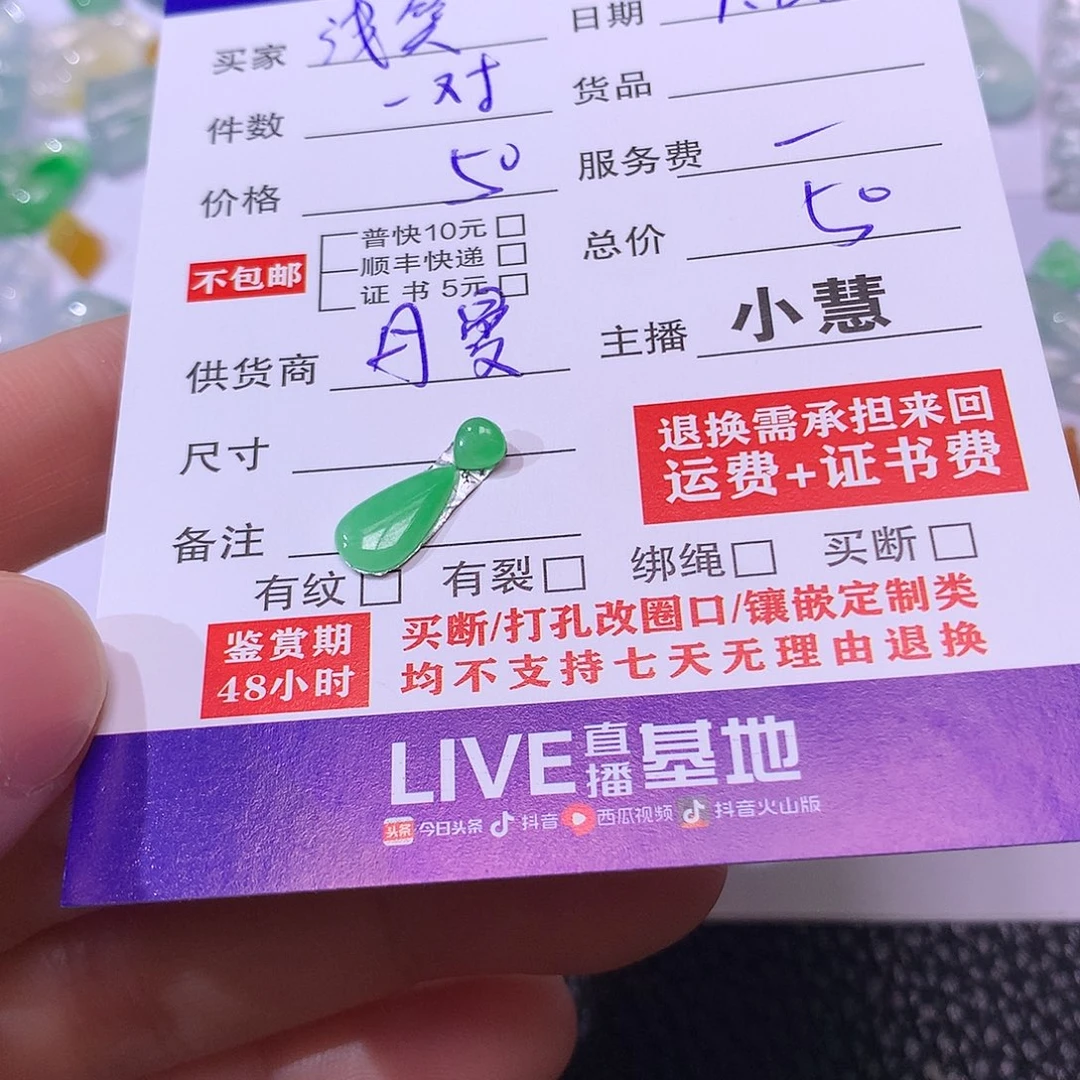 买家 浅笑 日期
件数 一对 货品
价格 50 服务费 一
不包邮 普快10元 □
顺丰快递 □
证书 5元 □
总价 50
供货商 月曼 主播 小慧
尺寸
退换需承担来回
运费+证书费
备注
有纹□ 有裂□ 绑绳□ 买断□
鉴赏期
48小时
买断/打孔改圈口/镶嵌定制类
均不支持七天无理由退换
LIVE直播基地
头条 今日头条 抖音 西瓜视频 抖音火山版